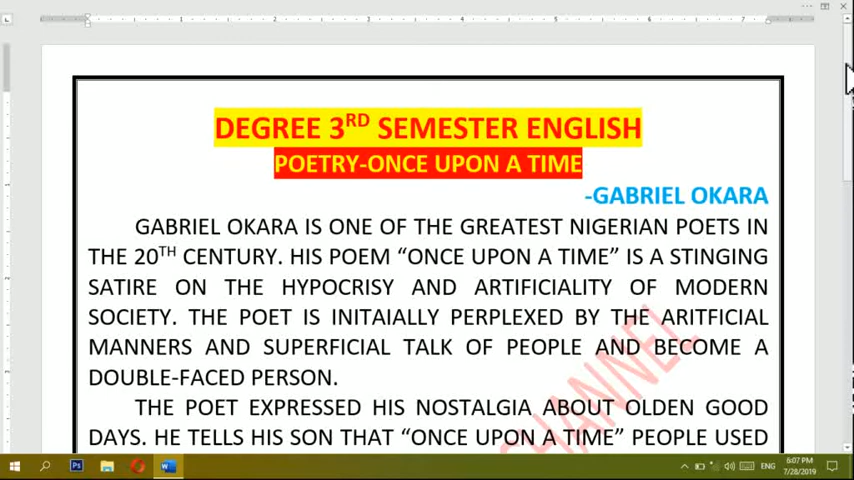 DEGREE 3RD SEMESTER ENGLISH
POETRY-ONCE UPON A TIME
-GABRIEL OKARA
GABRIEL OKARA IS ONE OF THE GREATEST NIGERIAN POETS IN
THE 20TH CENTURY. HIS POEM “ONCE UPON A TIME” IS A STINGING
SATIRE ON THE HYPOCRISY AND ARTIFICIALITY OF MODERN
SOCIETY. THE POET IS INITAIALLY PERPLEXED BY THE ARITFICIAL
MANNERS AND SUPERFICIAL TALK OF PEOPLE AND BECOME A
DOUBLE-FACED PERSON.
THE POET EXPRESSED HIS NOSTALGIA ABOUT OLDEN GOOD
DAYS. HE TELLS HIS SON THAT “ONCE UPON A TIME” PEOPLE USED
CHANNEL
ENG
6:07 PM
7/28/2019